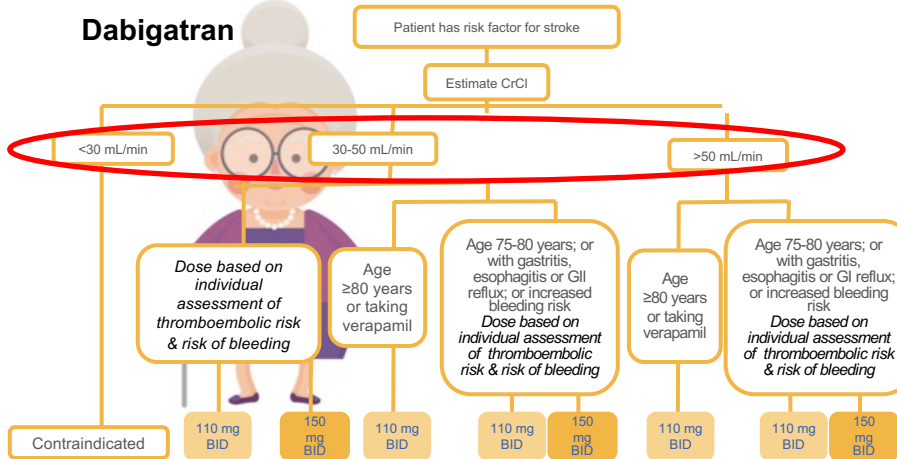 Dabigatran
Patient has risk factor for stroke
Estimate CrCl
<30 mL/min
30-50 mL/min
>50 mL/min
Dose based on
individual
assessment of
thromboembolic risk
& risk of bleeding
Age
≥80 years
or taking
verapamil
Age 75-80 years; or
with gastritis,
esophagitis or GII
reflux; or increased
bleeding risk
Dose based on
individual assessment
of thromboembolic
risk & risk of bleeding
Age
≥80 years
or taking
verapamil
Age 75-80 years; or
with gastritis,
esophagitis or GI reflux;
or increased bleeding
risk
Dose based on
individual assessment
of thromboembolic risk
& risk of bleeding
Contraindicated
110 mg
BID
150
mg
BID
110 mg
BID
110 mg
BID
150
mg
BID
110 mg
BID
110 mg
BID
150
mg
BID